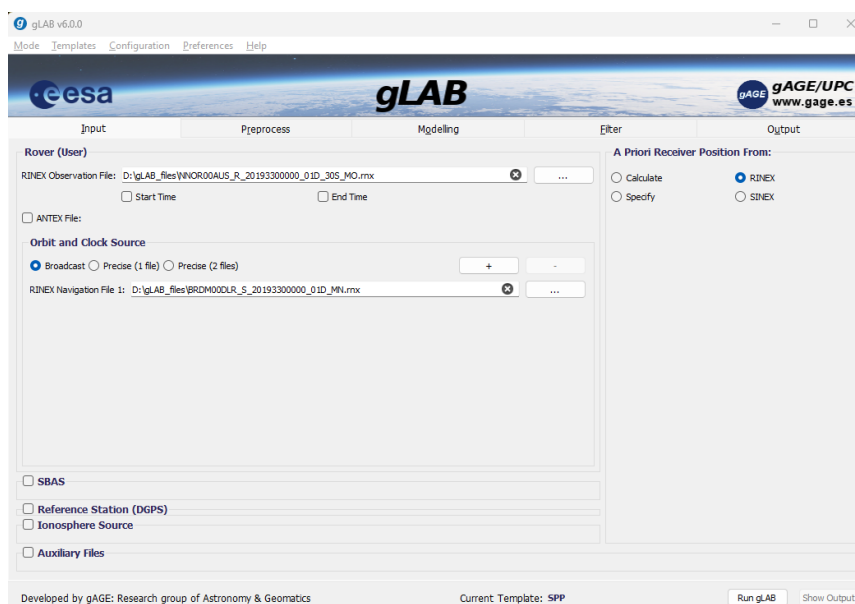 gLAB v6.0.0
Mode Templates Configuration Preferences Help
esa
gLAB
gAGE
gAGE/UPC
www.gage.es
Input Preprocess Modelling Filter Output
Rover (User)
RINEX Observation File: D:\gLAB_files\NNOR00AUS_R_20193300000_01D_30S_MO.rnx ...
Start Time End Time
ANTEX File:
Orbit and Clock Source
Broadcast Precise (1 file) Precise (2 files) + -
RINEX Navigation File 1: D:\gLAB_files\BRDM00DLR_S_20193300000_01D_MN.rnx ...
SBAS
Reference Station (DGPS)
Ionosphere Source
Auxiliary Files
A Priori Receiver Position From:
Calculate RINEX
Specify SINEX
Developed by gAGE: Research group of Astronomy & Geomatics Current Template: SPP Run gLAB Show Output